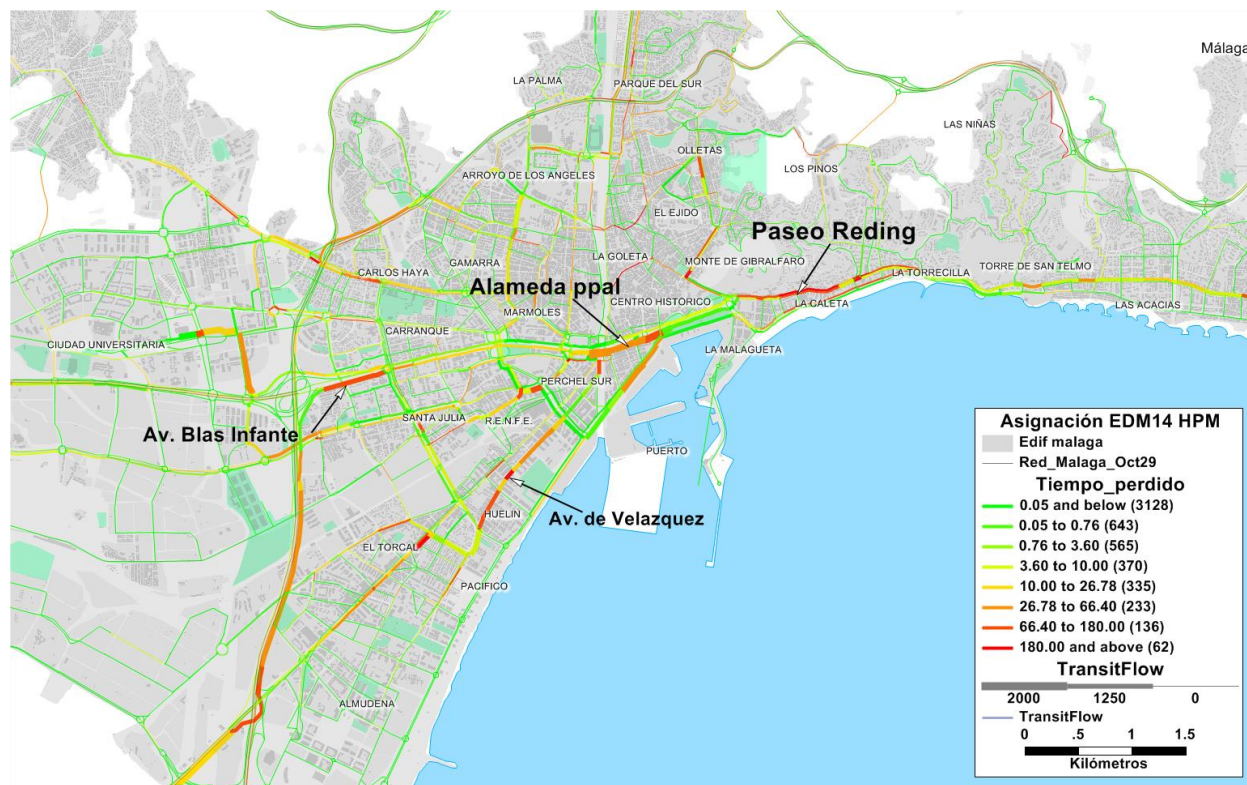 Málaga
LA PALMA
PARQUE DEL SUR
LAS NIÑAS
OLLETAS
LOS PINOS
ARROYO DE LOS ANGELES
EL EJIDO
Paseo Reding
LA GOLETA
MONTE DE GIBRALFARO
GAMARRA
CARLOS HAYA
LA TORRECILLA
TORRE DE SAN TELMO
Alameda ppal
CENTRO HISTORICO
LA CALETA
LAS ACACIAS
MARMOLES
CARRANQUE
CIUDAD UNIVERSITARIA
LA MALAGUETA
PERCHEL SUR
SANTA JULIA
R.E.N.F.E.
Av. Blas Infante
PUERTO
HUELIN
Av. de Velazquez
EL TORCAL
PACIFICO
ALMUDENA
Asignación EDM14 HPM
Edif malaga
Red_Malaga_Oct29
Tiempo_perdido
0.05 and below (3128)
0.05 to 0.76 (643)
0.76 to 3.60 (565)
3.60 to 10.00 (370)
10.00 to 26.78 (335)
26.78 to 66.40 (233)
66.40 to 180.00 (136)
180.00 and above (62)
TransitFlow
2000 1250 0
TransitFlow
0 .5 1 1.5
Kilómetros